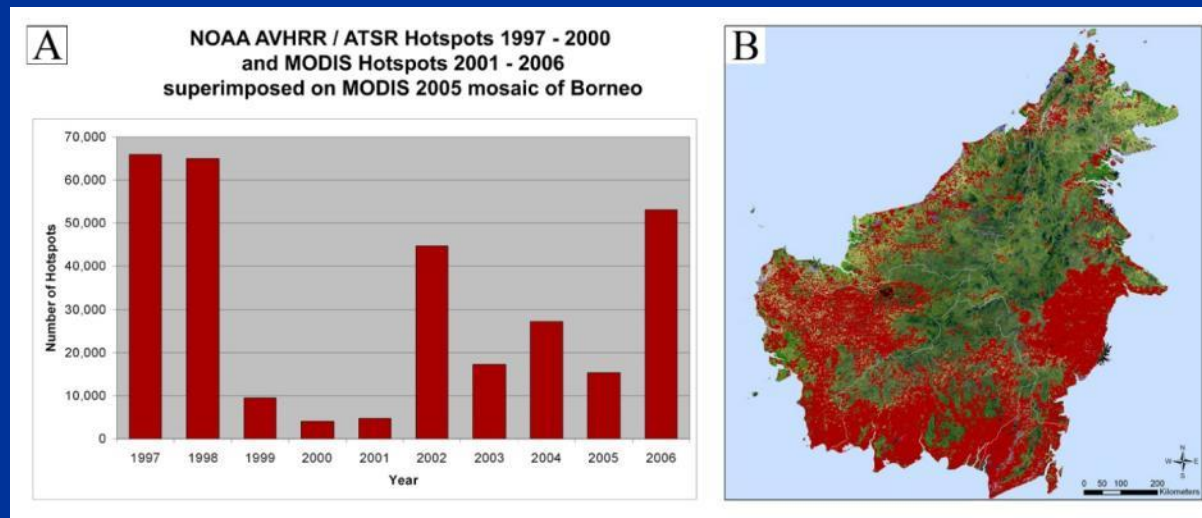 A
NOAA AVHRR / ATSR Hotspots 1997 - 2000
and MODIS Hotspots 2001 - 2006
superimposed on MODIS 2005 mosaic of Borneo
70,000
60,000
50,000
40,000
30,000
20,000
10,000
0
Number of Hotspots
1997 1998 1999 2000 2001 2002 2003 2004 2005 2006
Year
B
N
W E
S
0 50 100 200
Kilometers